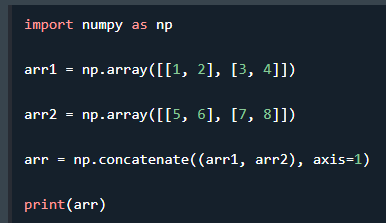 import numpy as np
arr1 = np.array([[1, 2], [3, 4]])
arr2 = np.array([[5, 6], [7, 8]])
arr = np.concatenate((arr1, arr2), axis=1)
print(arr)